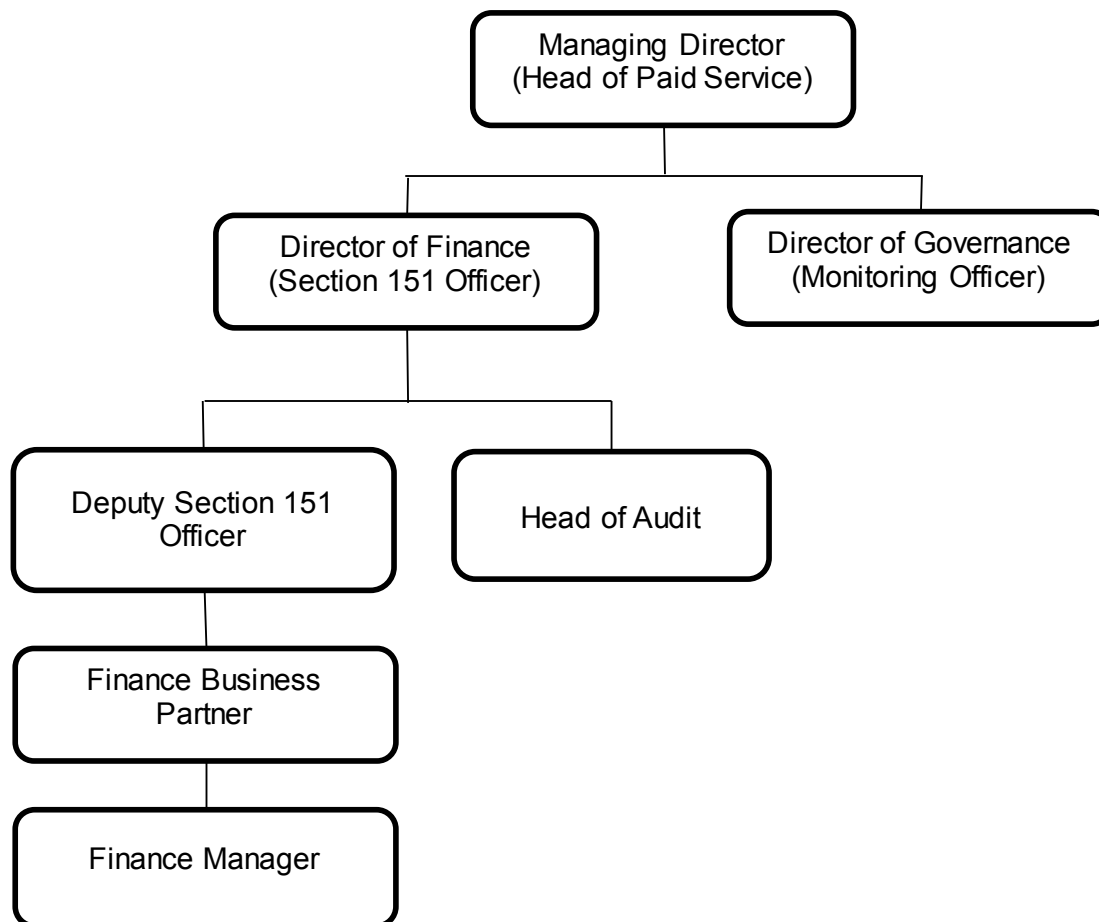 Managing Director
(Head of Paid Service)
Director of Finance
(Section 151 Officer)
Director of Governance
(Monitoring Officer)
Deputy Section 151
Officer
Head of Audit
Finance Business
Partner
Finance Manager